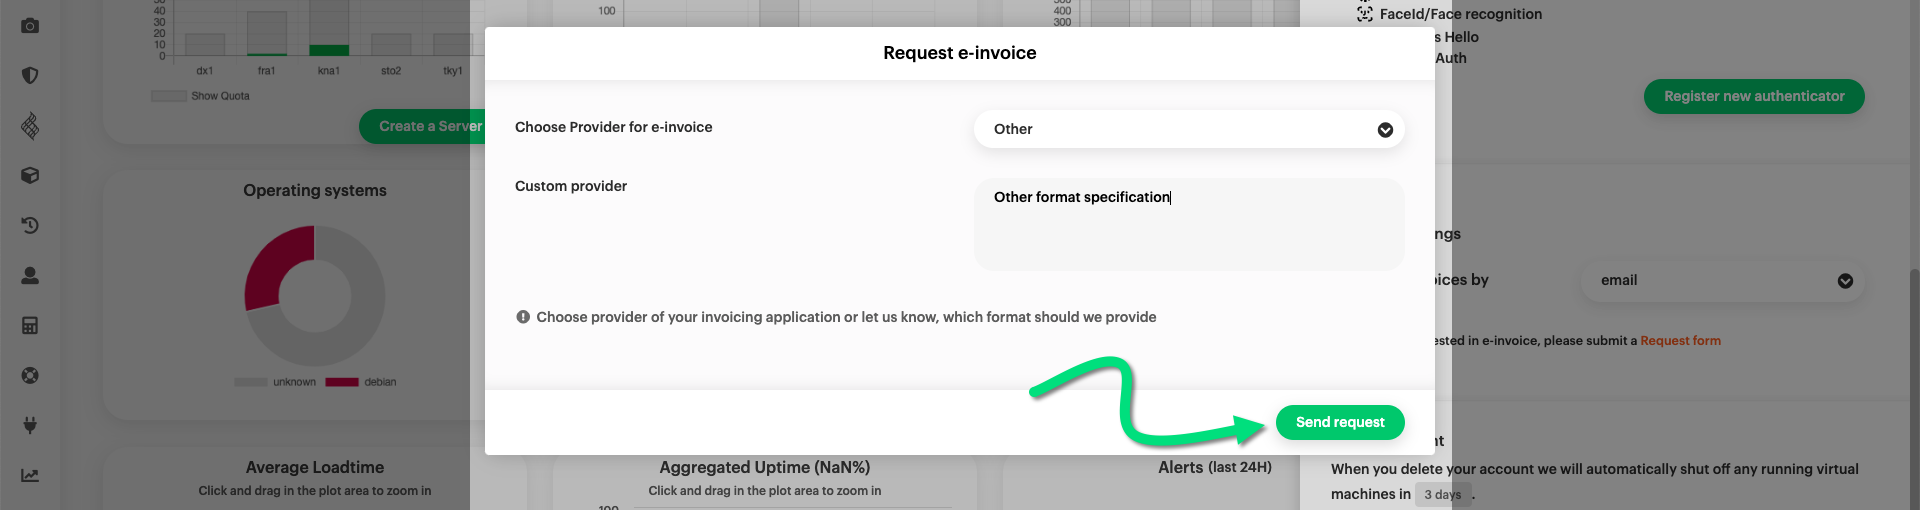 50
40
30
20
10
0
dx1 fra1 kna1 sto2 tky1
Show Quota
Create a Server
Operating systems
unknown debian
Average Loadtime
Click and drag in the plot area to zoom in
100
400
300
Request e-invoice
Choose Provider for e-invoice
Other
Custom provider
Other format specification
Choose provider of your invoicing application or let us know, which format should we provide
Send request
Aggregated Uptime (NaN%)
Click and drag in the plot area to zoom in
100
Alerts (last 24H)
FaceId/Face recognition
s Hello
Auth
Register new authenticator
ngs
oices by
email
ested in e-invoice, please submit a Request form
nt
When you delete your account we will automatically shut off any running virtual
machines in 3 days .